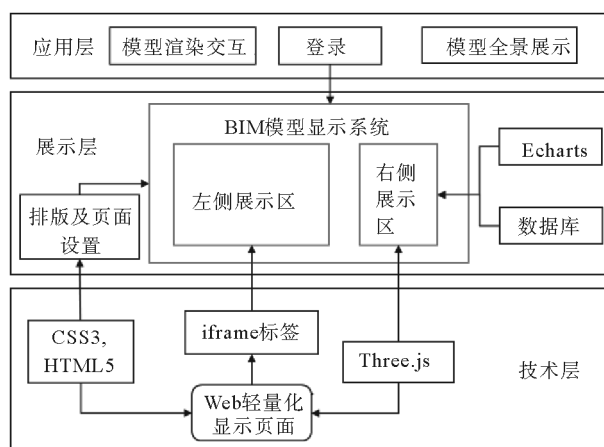 应用层
模型渲染交互
登录
模型全景展示
展示层
BIM模型显示系统
左侧展示区
右侧
展示
区
Echarts
数据库
排版及页面
设置
CSS3,
HTML5
iframe标签
Three.js
Web轻量化
显示页面
技术层